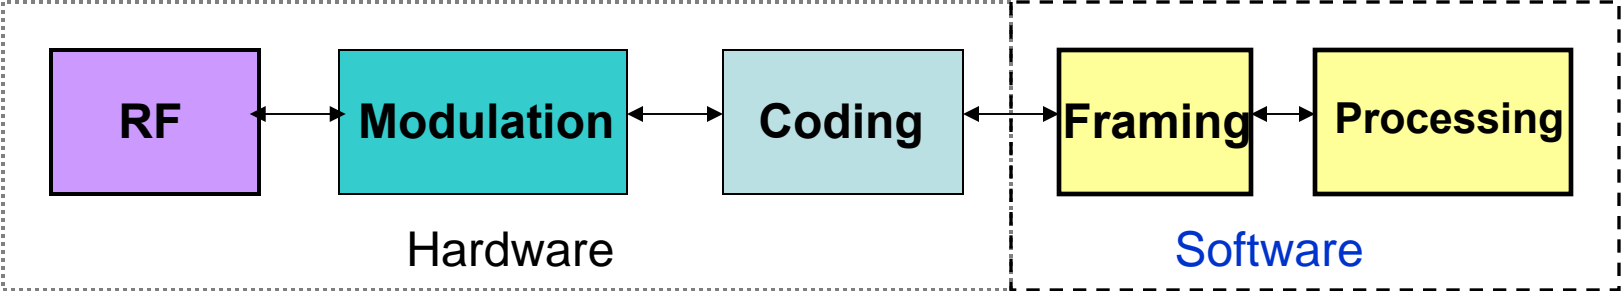 RF
Modulation
Coding
Framing
Processing
Hardware
Software